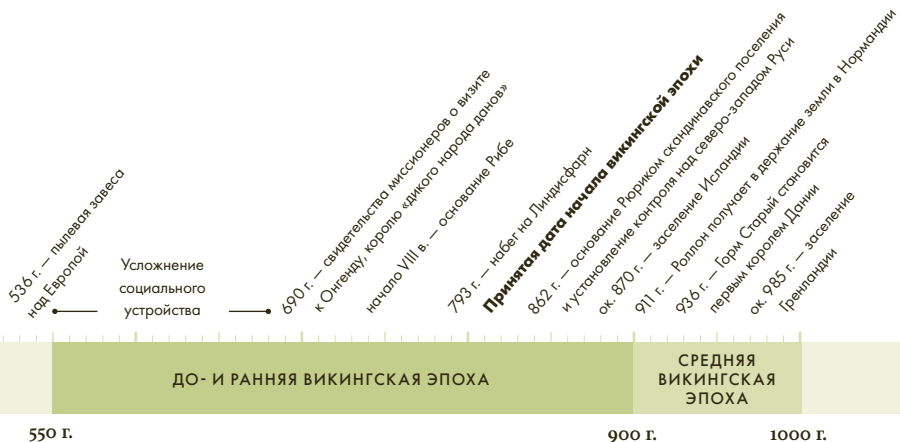 536 г. — пылевая завеса
над Европой
Усложнение
социального
устройства
690 г. — свидетельства миссионеров о визите
к Онгенду, королю «дикого народа данов»
начало VIII в. — основание Рибе
793 г. — набег на Линдисфарн
Принятая дата начала викингской эпохи
862 г. — основание Рюриком скандинавского поселения
и установление контроля над северо-западом Руси
ок. 870 г. — заселение Исландии
911 г. — Роллон получает в держание земли в Нормандии
936 г. — Горм Старый становится
первым королем Дании
ок. 985 г. — заселение
Гренландии
ДО- И РАННЯЯ ВИКИНГСКАЯ ЭПОХА
СРЕДНЯЯ
ВИКИНГСКАЯ
ЭПОХА
550 г.
900 г.
1000 г.